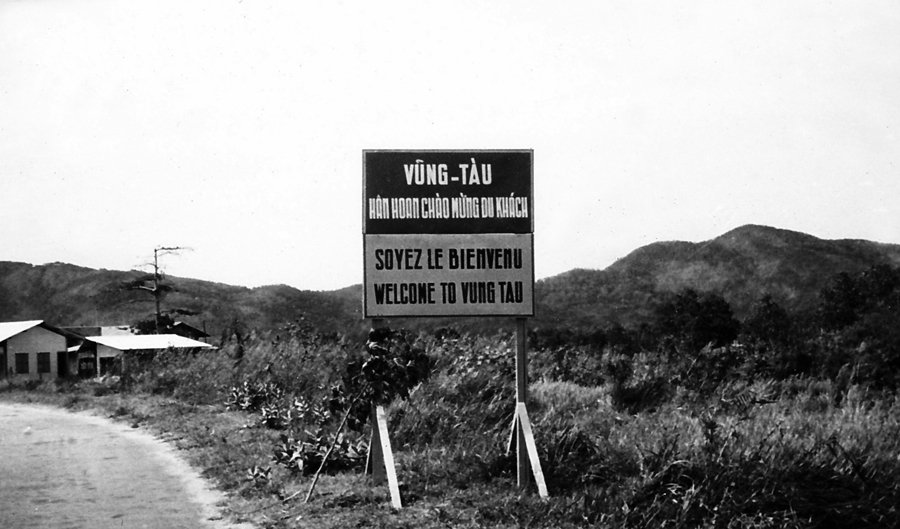 VŨNG-TÀU
HÂN HOAN CHÀO MỪNG DU KHÁCH
SOYEZ LE BIENVENU
WELCOME TO VUNG TAU